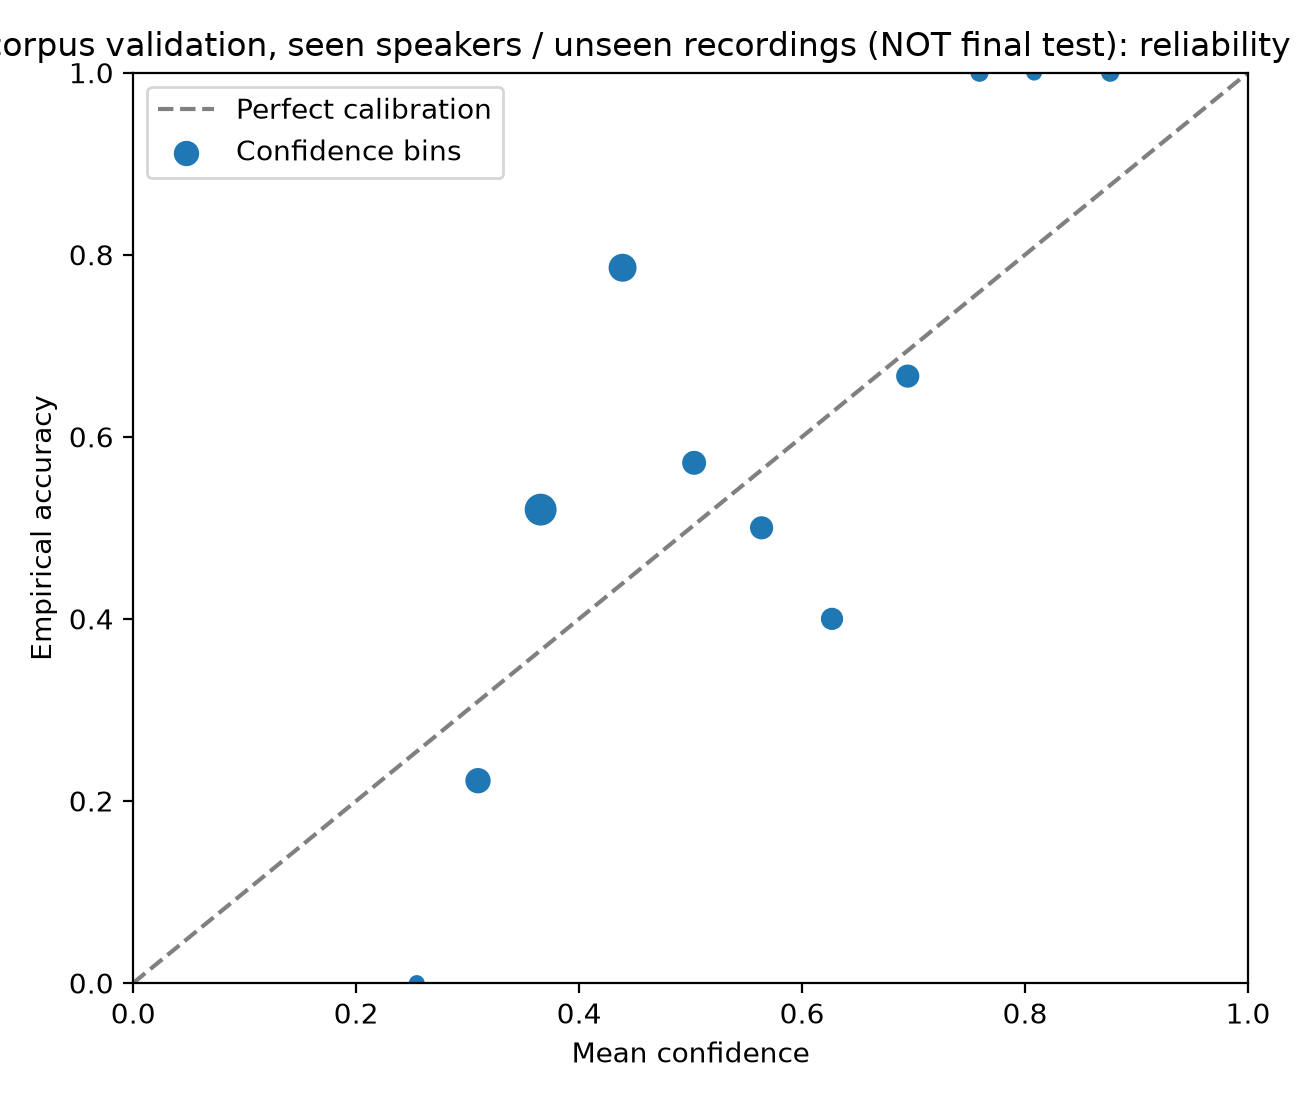 corpus validation, seen speakers / unseen recordings (NOT final test): reliability
Perfect calibration
Confidence bins
1.0
0.8
0.6
0.4
0.2
0.0
Empirical accuracy
0.0 0.2 0.4 0.6 0.8 1.0
Mean confidence